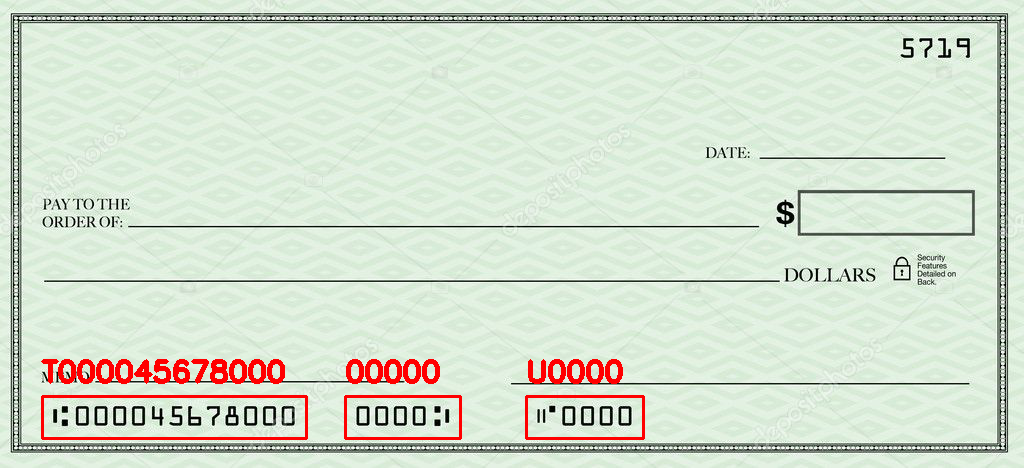 5719
DATE:
PAY TO THE
ORDER OF:
$
DOLLARS
Security
Features
Detailed on
Back.
T000045678000 00000 U0000
MEMO
⑆000045678000 0000⑆ ⑈0000
depositphotos